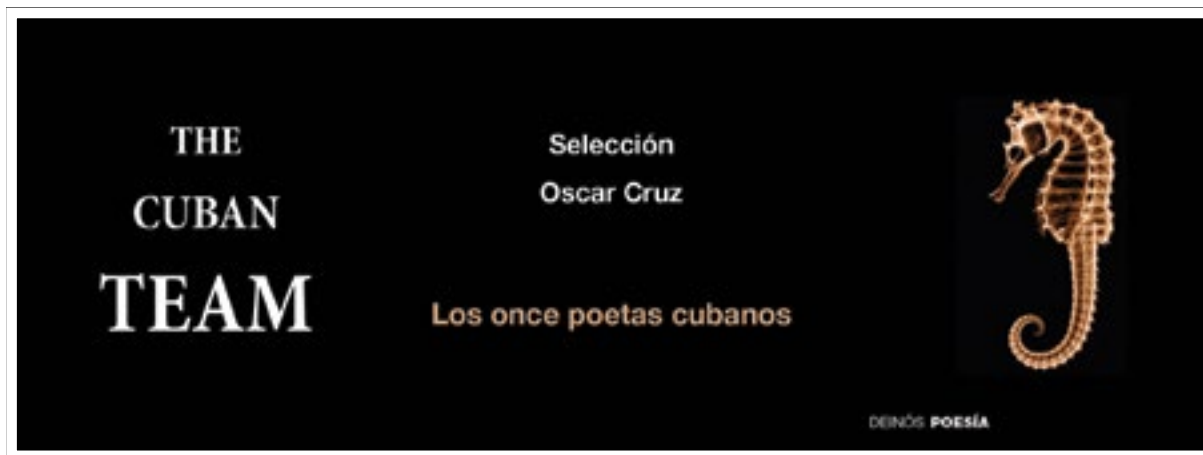 THE
CUBAN
TEAM
Selección
Oscar Cruz
Los once poetas cubanos
DEINÓS POESÍA